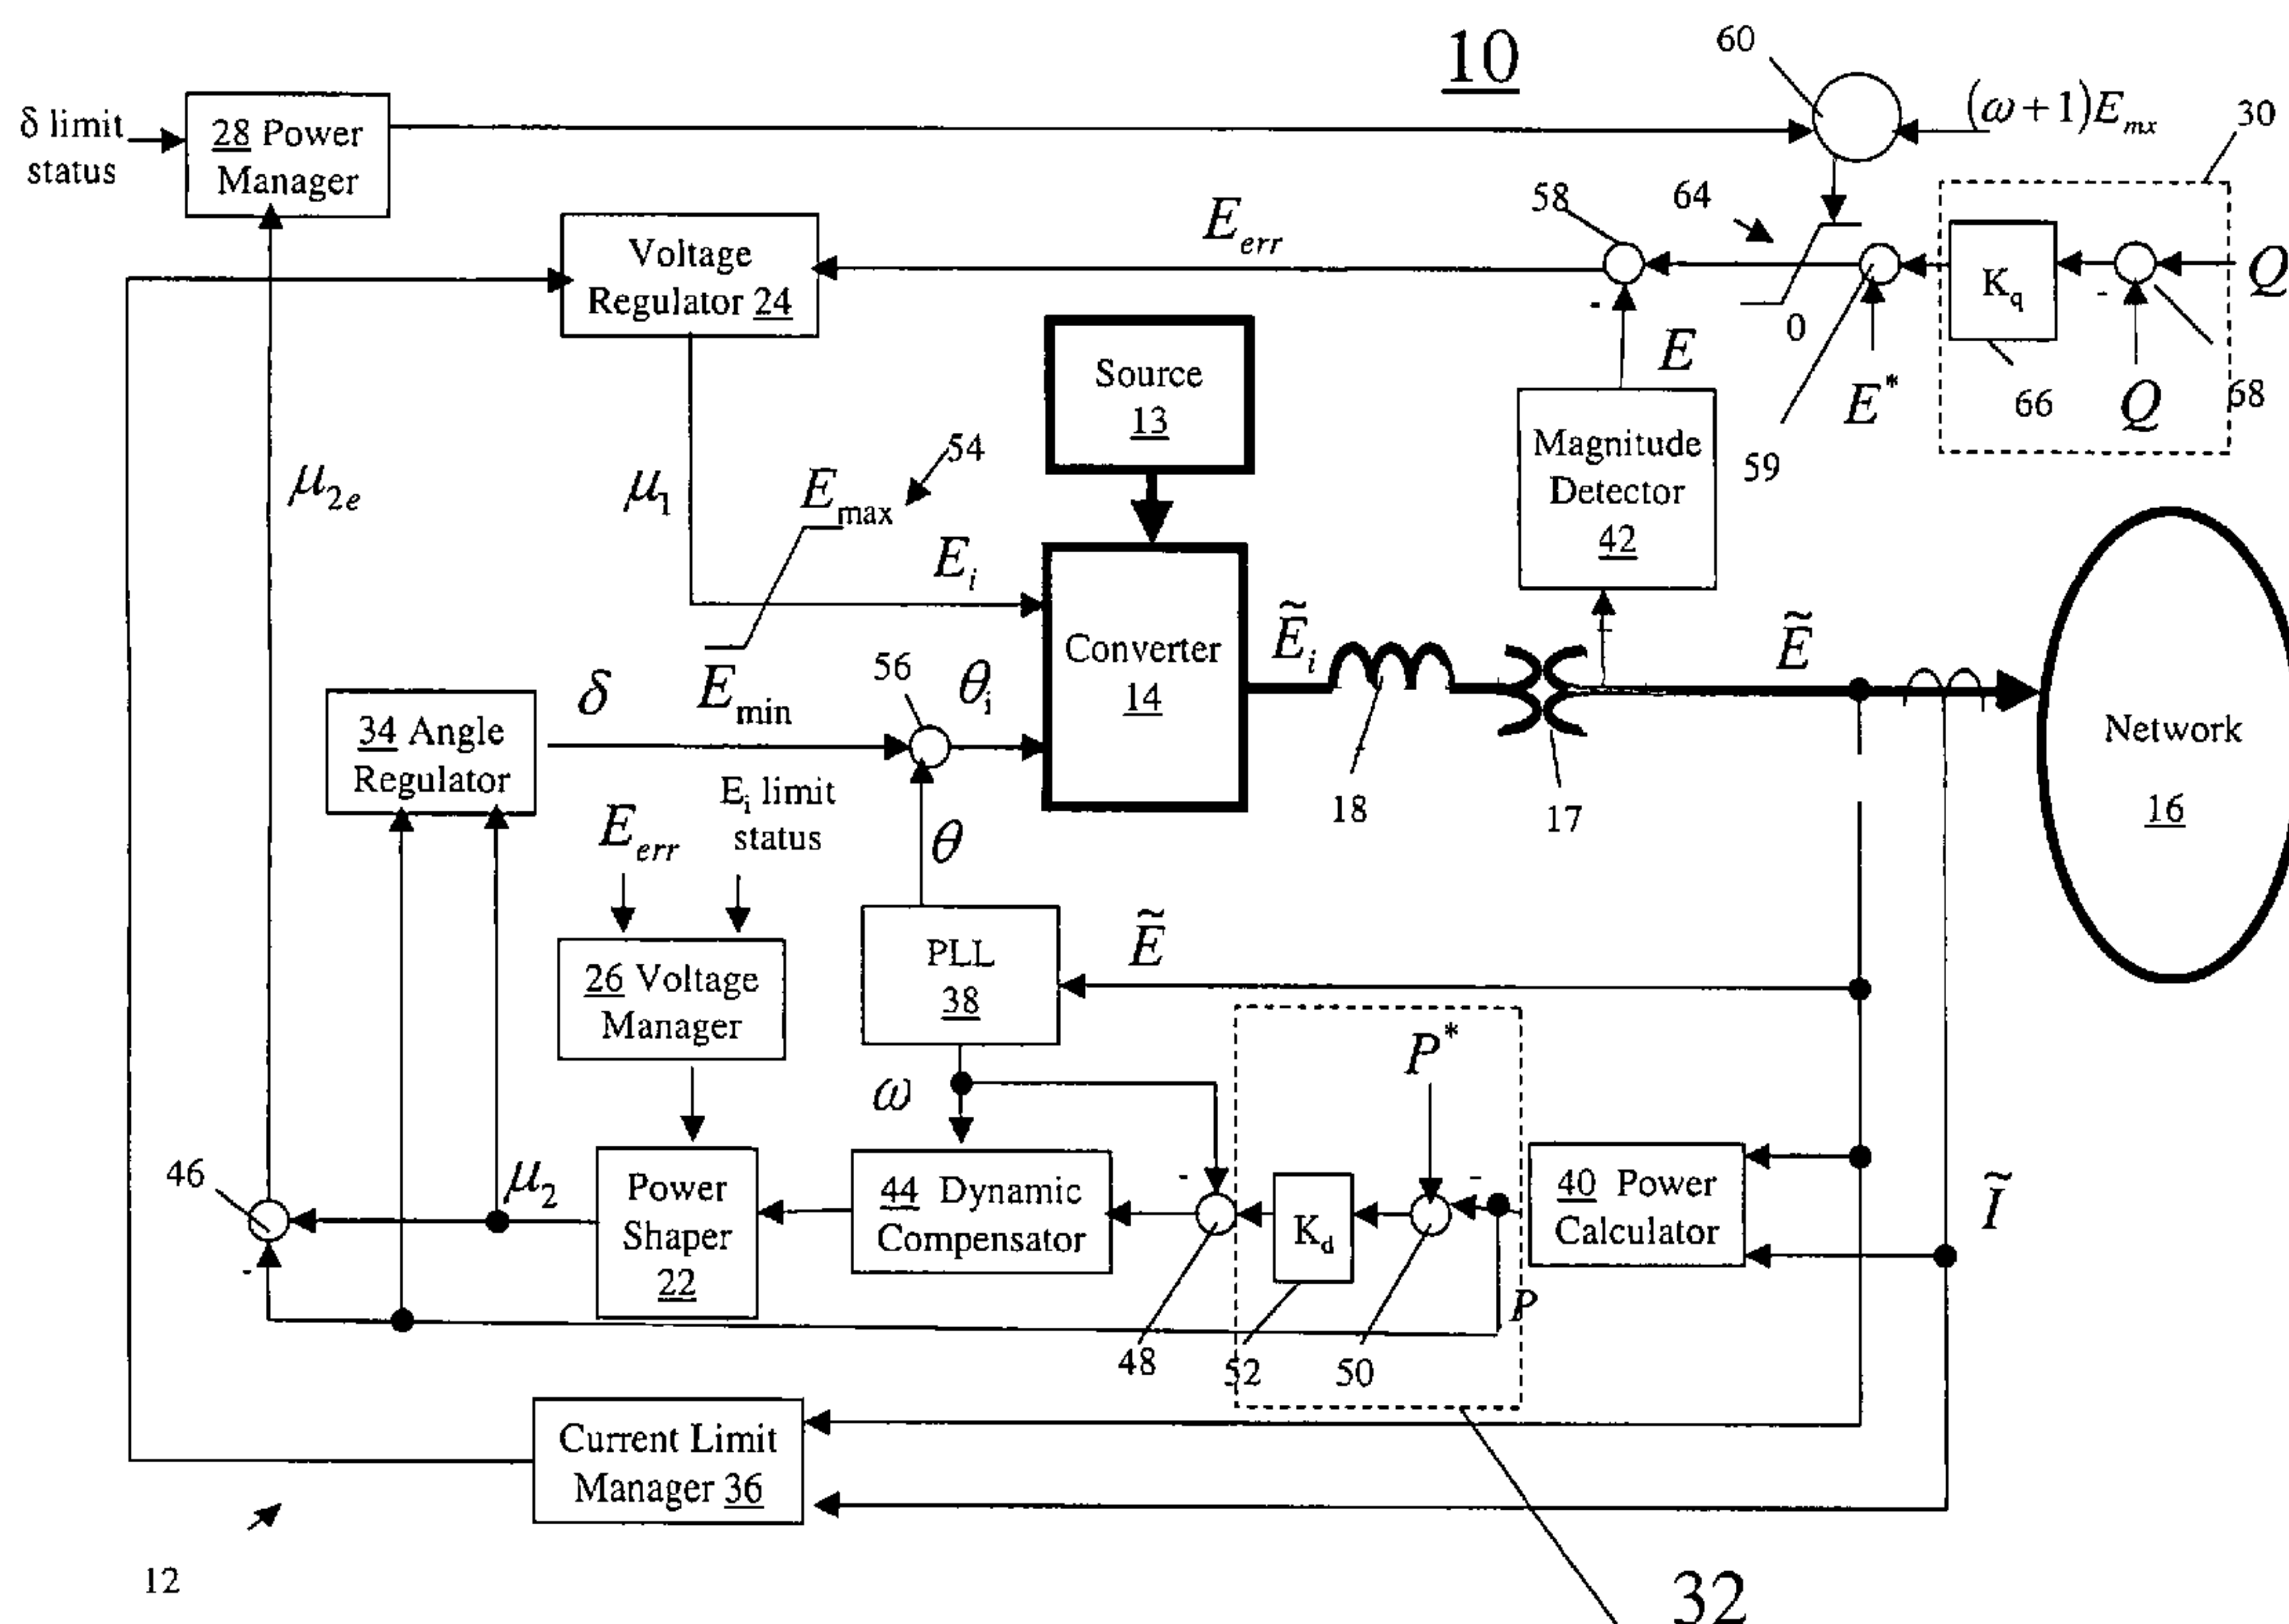 10
60
(ω+1)E_mx
30
δ limit
status
28 Power
Manager
Voltage
Regulator 24
E_err
58
64
0
K_q
Q
Q
E*
66
68
59
E
Source
13
Magnitude
Detector
42
μ_2e
μ_1
E_max
54
E_i
E_min
Converter
14
Ẽ_i
Ẽ
Network
16
18
17
56
θ_i
δ
34 Angle
Regulator
E_err
E_i limit
status
θ
26 Voltage
Manager
PLL
38
Ẽ
ω
P*
46
μ_2
Power
Shaper
22
44 Dynamic
Compensator
-
-
K_d
40 Power
Calculator
Ĩ
P
-
-
-
48
52
50
Current Limit
Manager 36
12
32